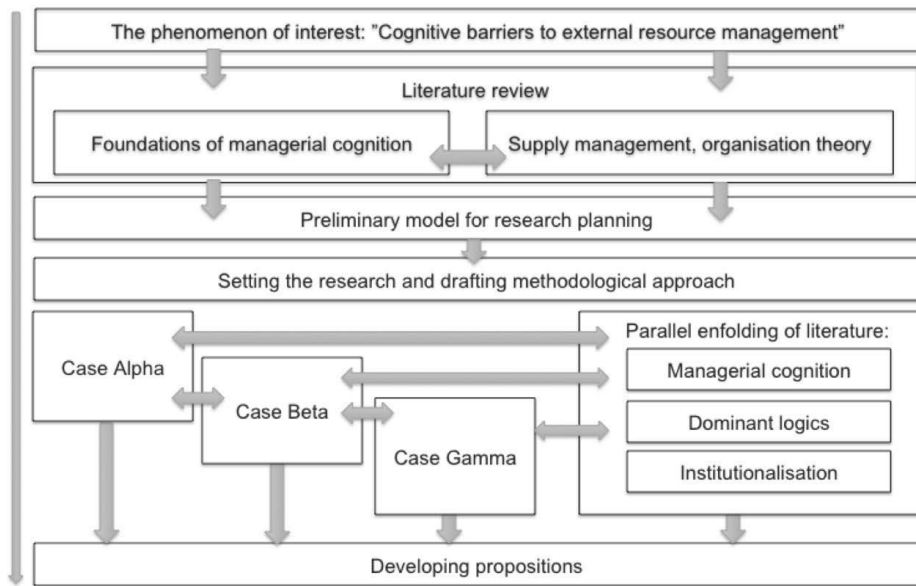 The phenomenon of interest: ”Cognitive barriers to external resource management”
Literature review
Foundations of managerial cognition
Supply management, organisation theory
Preliminary model for research planning
Setting the research and drafting methodological approach
Case Alpha
Case Beta
Case Gamma
Parallel enfolding of literature:
Managerial cognition
Dominant logics
Institutionalisation
Developing propositions